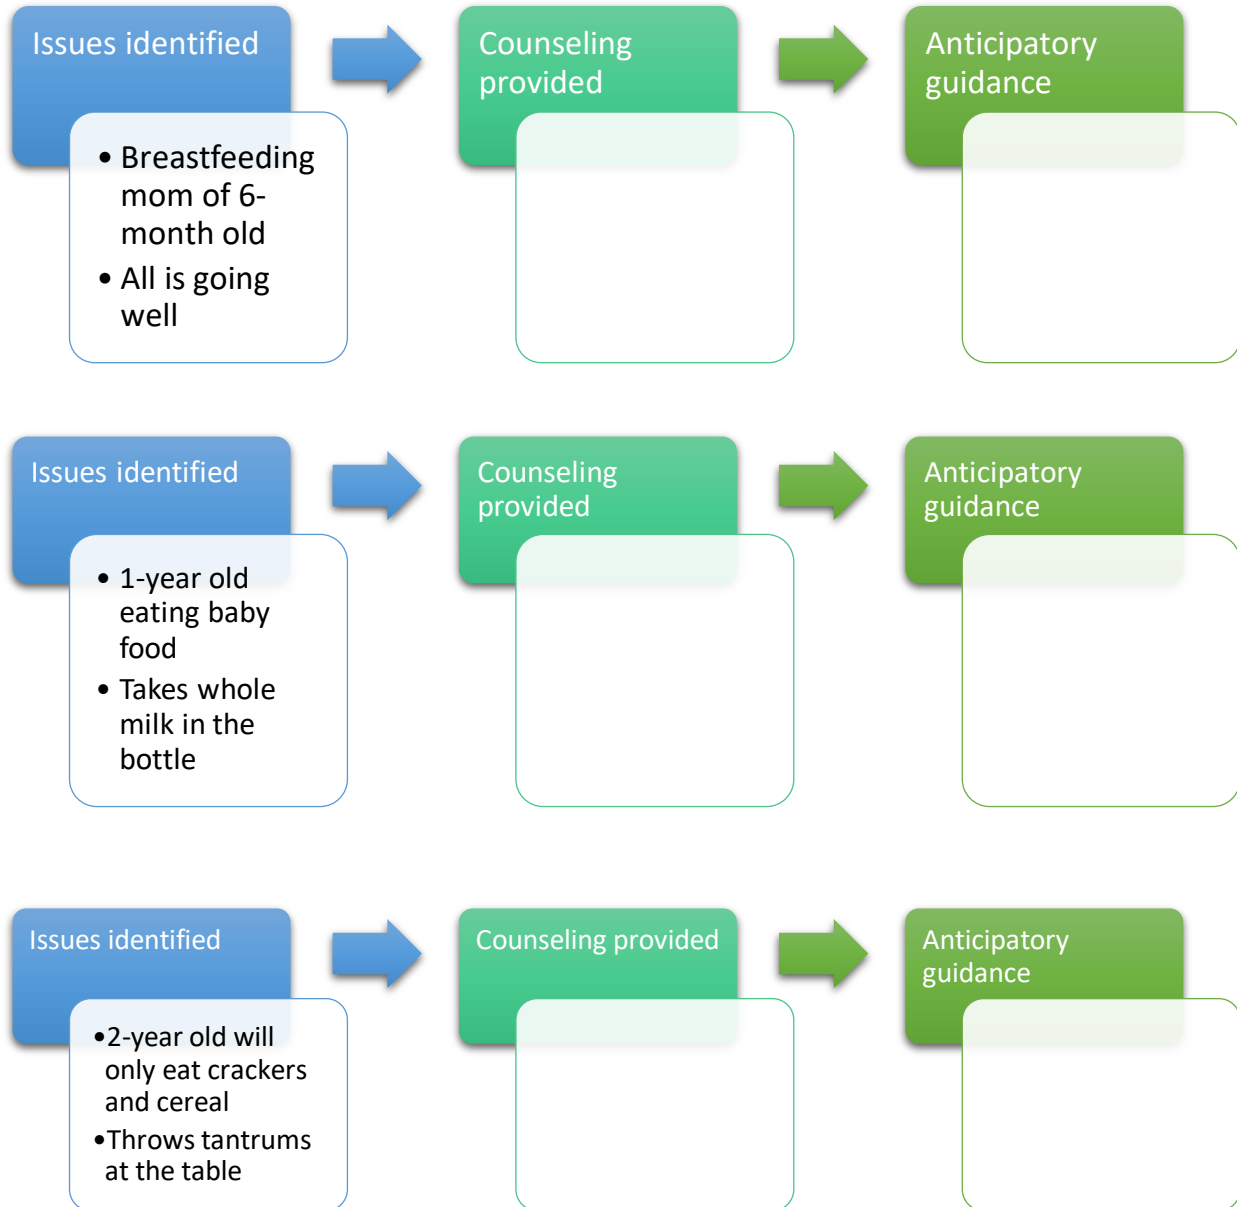 Issues identified
Counseling
provided
Anticipatory
guidance
• Breastfeeding
mom of 6-
month old
• All is going
well
Issues identified
Counseling
provided
Anticipatory
guidance
• 1-year old
eating baby
food
• Takes whole
milk in the
bottle
Issues identified
Counseling provided
Anticipatory
guidance
•2-year old will
only eat crackers
and cereal
•Throws tantrums
at the table